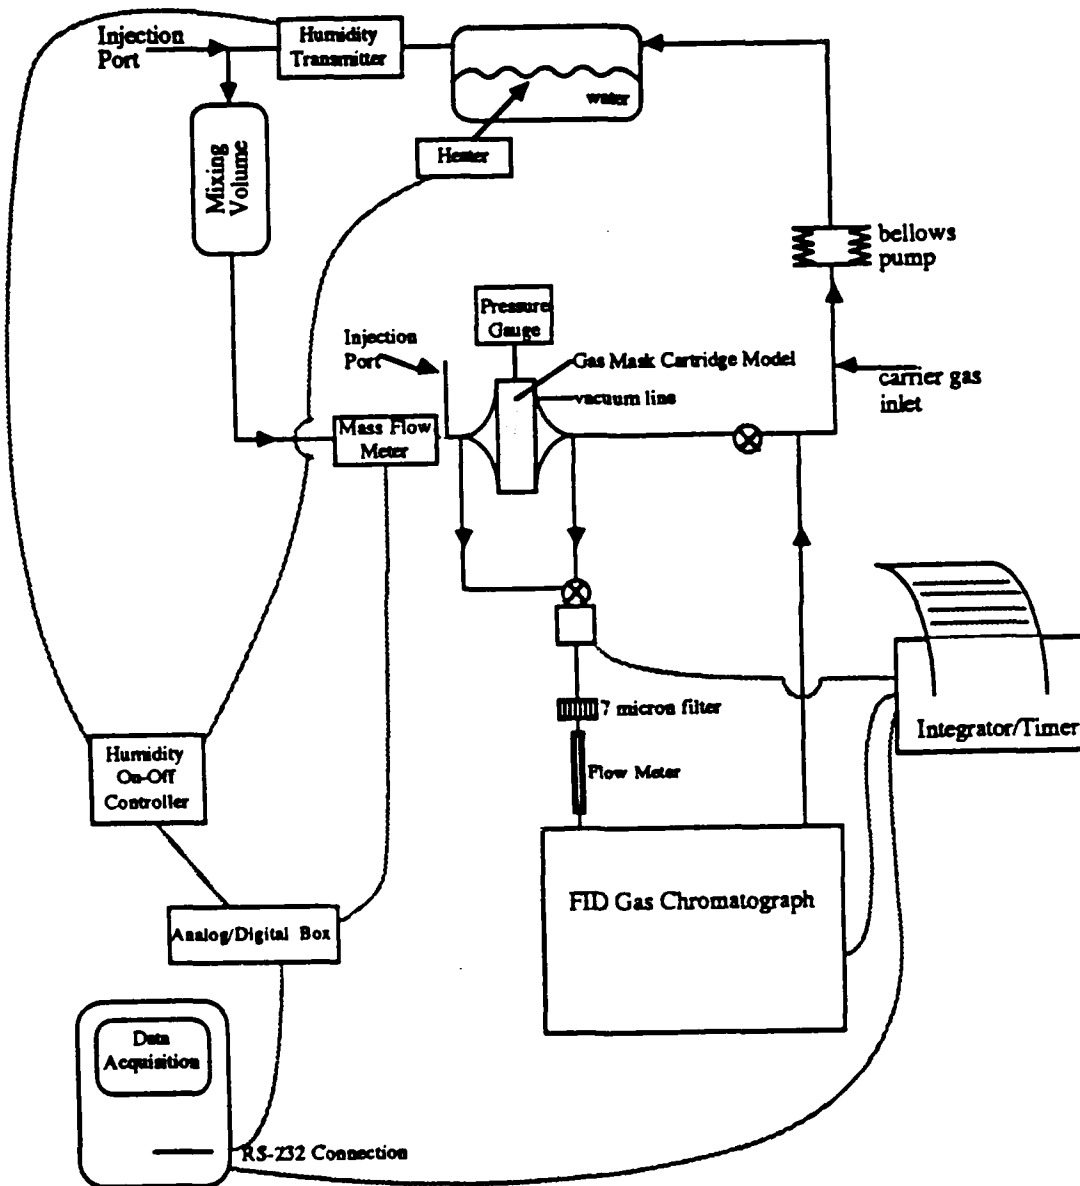 Injection
Port
Humidity
Transmitter
water
Heater
Mixing
Volume
bellows
pump
Pressure
Gauge
Injection
Port
Gas Mask Cartridge Model
vacuum line
carrier gas
inlet
Mass Flow
Meter
7 micron filter
Flow Meter
Integrator/Timer
Humidity
On-Off
Controller
FID Gas Chromatograph
Analog/Digital Box
Data
Acquisition
RS-232 Connection